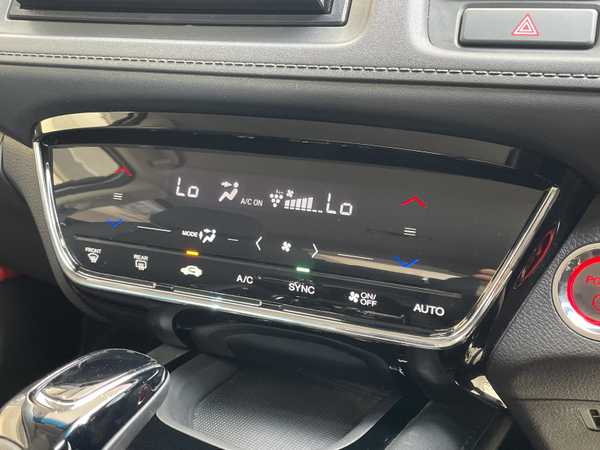 Lo A/C ON Lo
MODE
FRONT REAR A/C SYNC ON/OFF AUTO